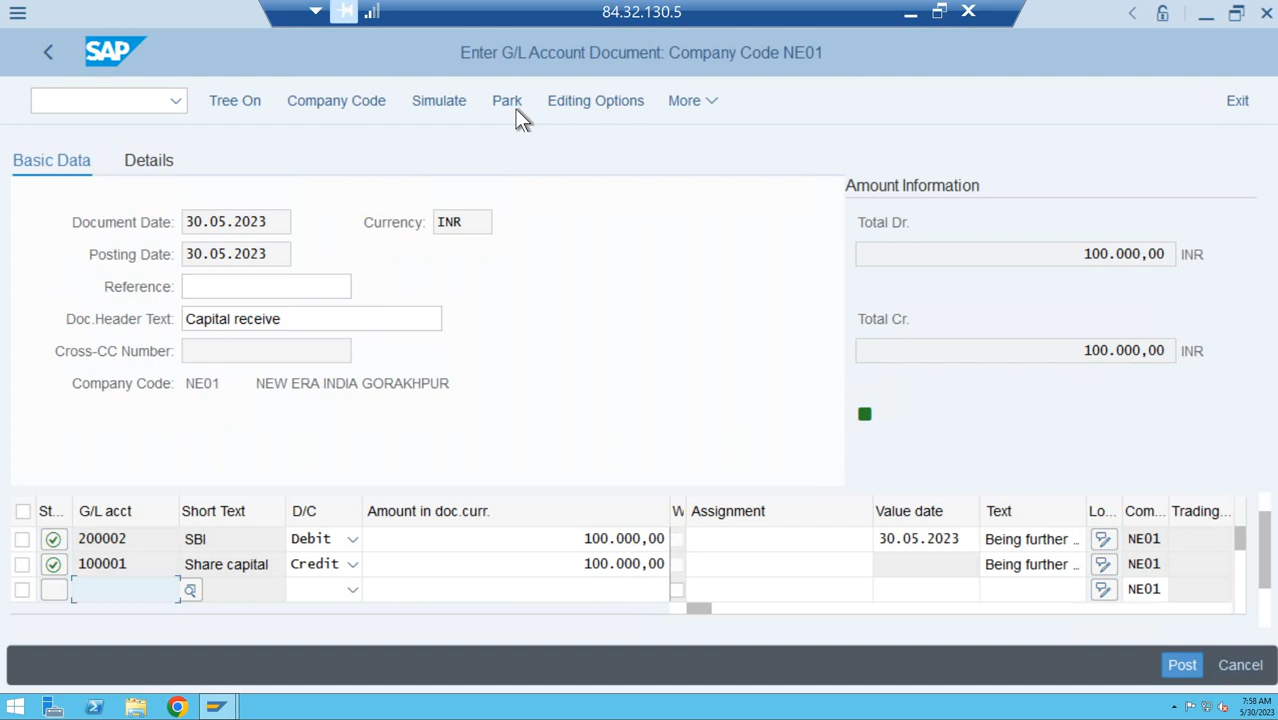 84.32.130.5
SAP
Enter G/L Account Document: Company Code NE01
Tree On Company Code Simulate Park Editing Options More Exit
Basic Data Details
Amount Information
Document Date: 30.05.2023 Currency: INR
Total Dr.
Posting Date: 30.05.2023
100.000,00 INR
Reference:
Doc.Header Text: Capital receive
Total Cr.
Cross-CC Number:
100.000,00 INR
Company Code: NE01 NEW ERA INDIA GORAKHPUR
St... G/L acct Short Text D/C Amount in doc.curr. W Assignment Value date Text Lo... Com... Trading...
200002 SBI Debit 100.000,00 30.05.2023 Being further ... NE01
100001 Share capital Credit 100.000,00 Being further ... NE01
NE01
Post Cancel
7:58 AM
5/30/2023